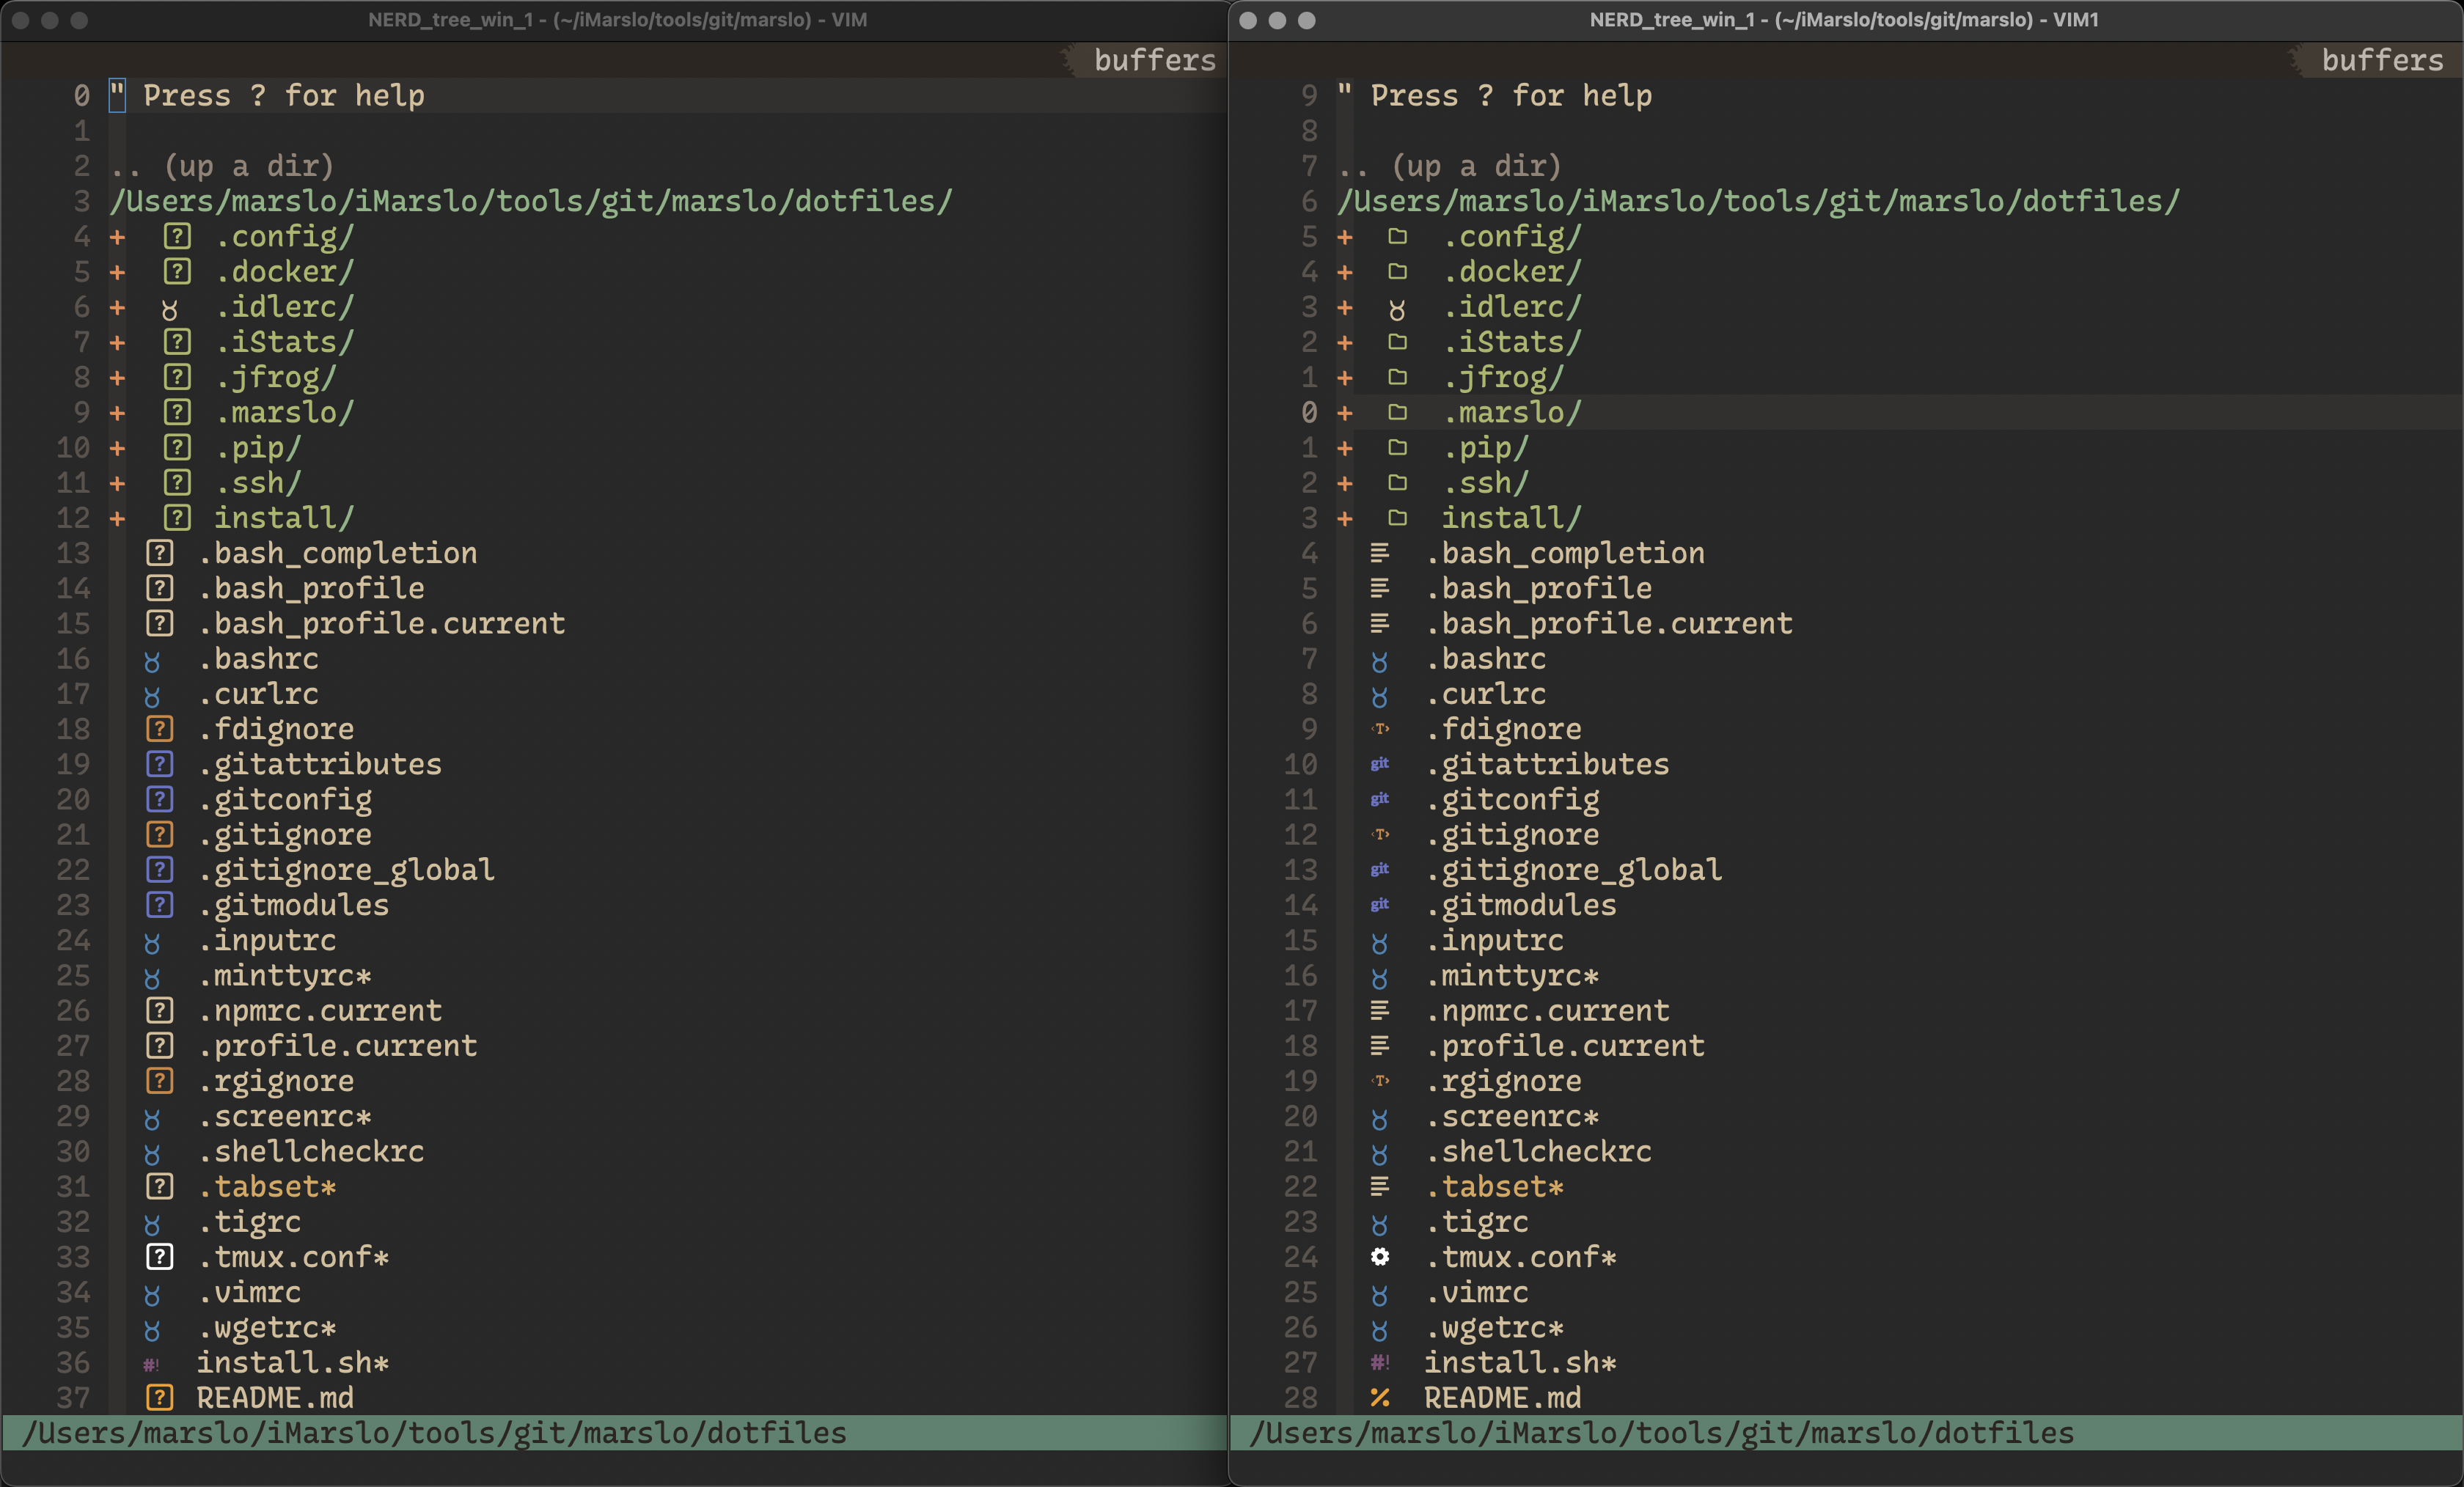 NERD_tree_win_1 - (~/iMarslo/tools/git/marslo) - VIM
buffers
0 " Press ? for help
1
2 .. (up a dir)
3 /Users/marslo/iMarslo/tools/git/marslo/dotfiles/
4 + ? .config/
5 + ? .docker/
6 + .idlerc/
7 + ? .iStats/
8 + ? .jfrog/
9 + ? .marslo/
10 + ? .pip/
11 + ? .ssh/
12 + ? install/
13 ? .bash_completion
14 ? .bash_profile
15 ? .bash_profile.current
16 .bashrc
17 .curlrc
18 ? .fdignore
19 ? .gitattributes
20 ? .gitconfig
21 ? .gitignore
22 ? .gitignore_global
23 ? .gitmodules
24 .inputrc
25 .minttyrc*
26 ? .npmrc.current
27 ? .profile.current
28 ? .rgignore
29 .screenrc*
30 .shellcheckrc
31 ? .tabset*
32 .tigrc
33 ? .tmux.conf*
34 .vimrc
35 .wgetrc*
36 #! install.sh*
37 ? README.md
/Users/marslo/iMarslo/tools/git/marslo/dotfiles
NERD_tree_win_1 - (~/iMarslo/tools/git/marslo) - VIM1
buffers
9 " Press ? for help
8
7 .. (up a dir)
6 /Users/marslo/iMarslo/tools/git/marslo/dotfiles/
5 + .config/
4 + .docker/
3 + .idlerc/
2 + .iStats/
1 + .jfrog/
0 + .marslo/
1 + .pip/
2 + .ssh/
3 + install/
4 .bash_completion
5 .bash_profile
6 .bash_profile.current
7 .bashrc
8 .curlrc
9 <T> .fdignore
10 git .gitattributes
11 git .gitconfig
12 <T> .gitignore
13 git .gitignore_global
14 git .gitmodules
15 .inputrc
16 .minttyrc*
17 .npmrc.current
18 .profile.current
19 <T> .rgignore
20 .screenrc*
21 .shellcheckrc
22 .tabset*
23 .tigrc
24 .tmux.conf*
25 .vimrc
26 .wgetrc*
27 #! install.sh*
28 README.md
/Users/marslo/iMarslo/tools/git/marslo/dotfiles